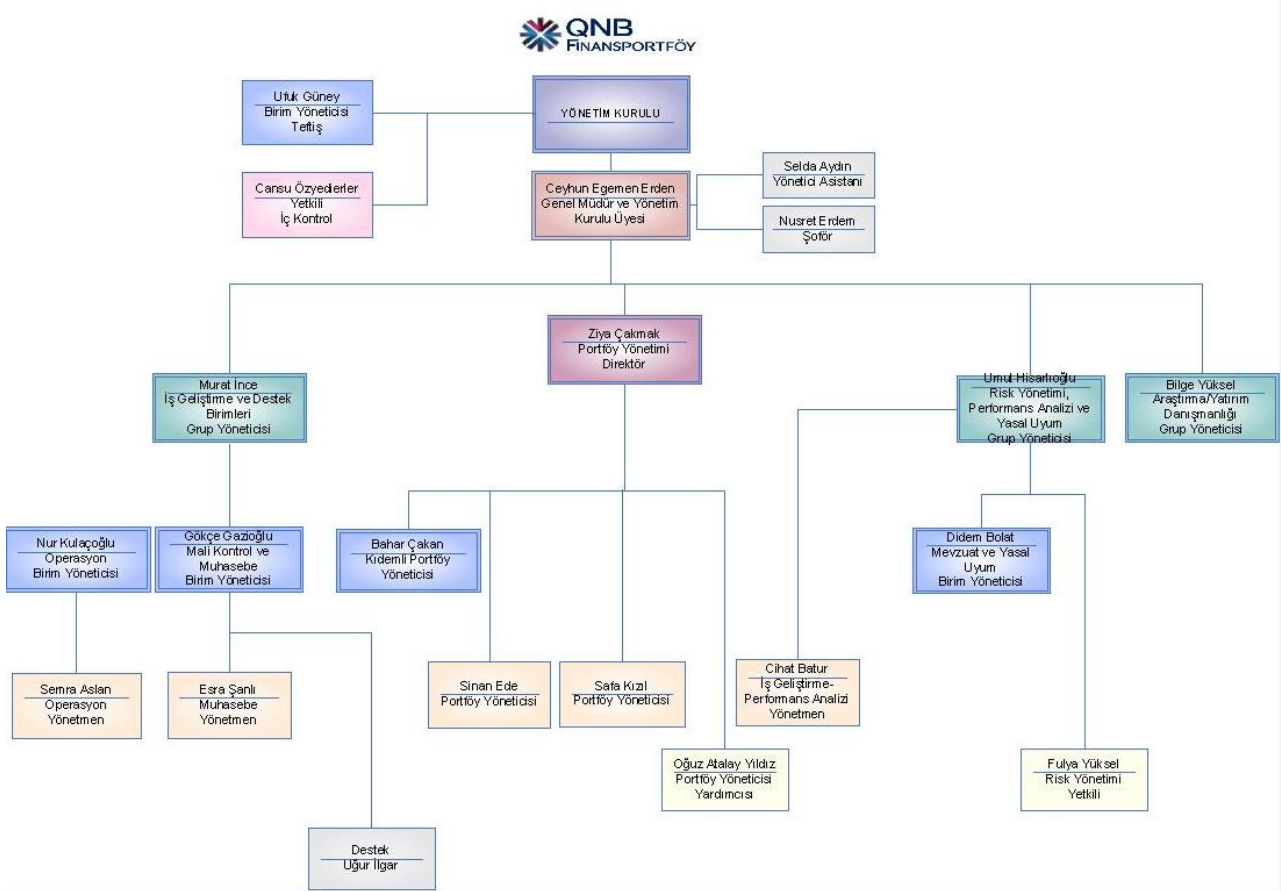 QNB
FİNANSPORTFÖY
Ufuk Güney
Birim Yöneticisi
Teftiş
YÖNETİM KURULU
Cansu Özyedierler
Yetkili
İç Kontrol
Ceyhun Egemen Erden
Genel Müdür ve Yönetim
Kurulu Üyesi
Selda Aydın
Yönetici Asistanı
Nusret Erdem
Şoför
Ziya Çakmak
Portföy Yönetimi
Direktör
Murat İnce
İş Geliştirme ve Destek
Birimleri
Grup Yöneticisi
Umut Hisarlıoğlu
Risk Yönetimi,
Performans Analizi ve
Yasal Uyum
Grup Yöneticisi
Bilge Yüksel
Araştırma/Yatırım
Danışmanlığı
Grup Yöneticisi
Nur Kulaçoğlu
Operasyon
Birim Yöneticisi
Gökçe Gazioğlu
Mali Kontrol ve
Muhasebe
Birim Yöneticisi
Bahar Çakan
Kıdemli Portföy
Yöneticisi
Didem Bolat
Mevzuat ve Yasal
Uyum
Birim Yöneticisi
Semra Aslan
Operasyon
Yönetmen
Esra Şanlı
Muhasebe
Yönetmen
Sinan Ede
Portföy Yöneticisi
Safa Kızıl
Portföy Yöneticisi
Cihat Batur
İş Geliştirme-
Performans Analizi
Yönetmen
Oğuz Atalay Yıldız
Portföy Yöneticisi
Yardımcısı
Fulya Yüksel
Risk Yönetimi
Yetkili
Destek
Uğur Ilgar